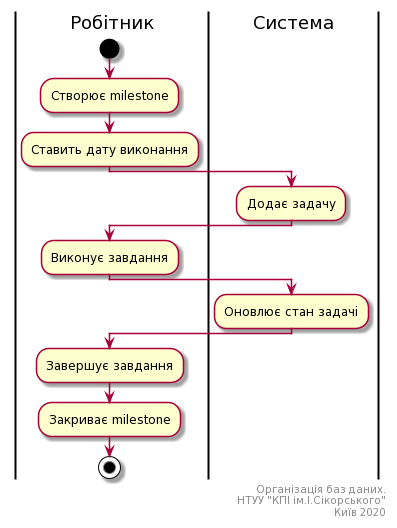 Робітник
Система
Створює milestone
Ставить дату виконання
Додає задачу
Виконує завдання
Оновлює стан задачі
Завершує завдання
Закриває milestone
Організація баз даних.
НТУУ "КПІ ім.І.Сікорського"
Київ 2020